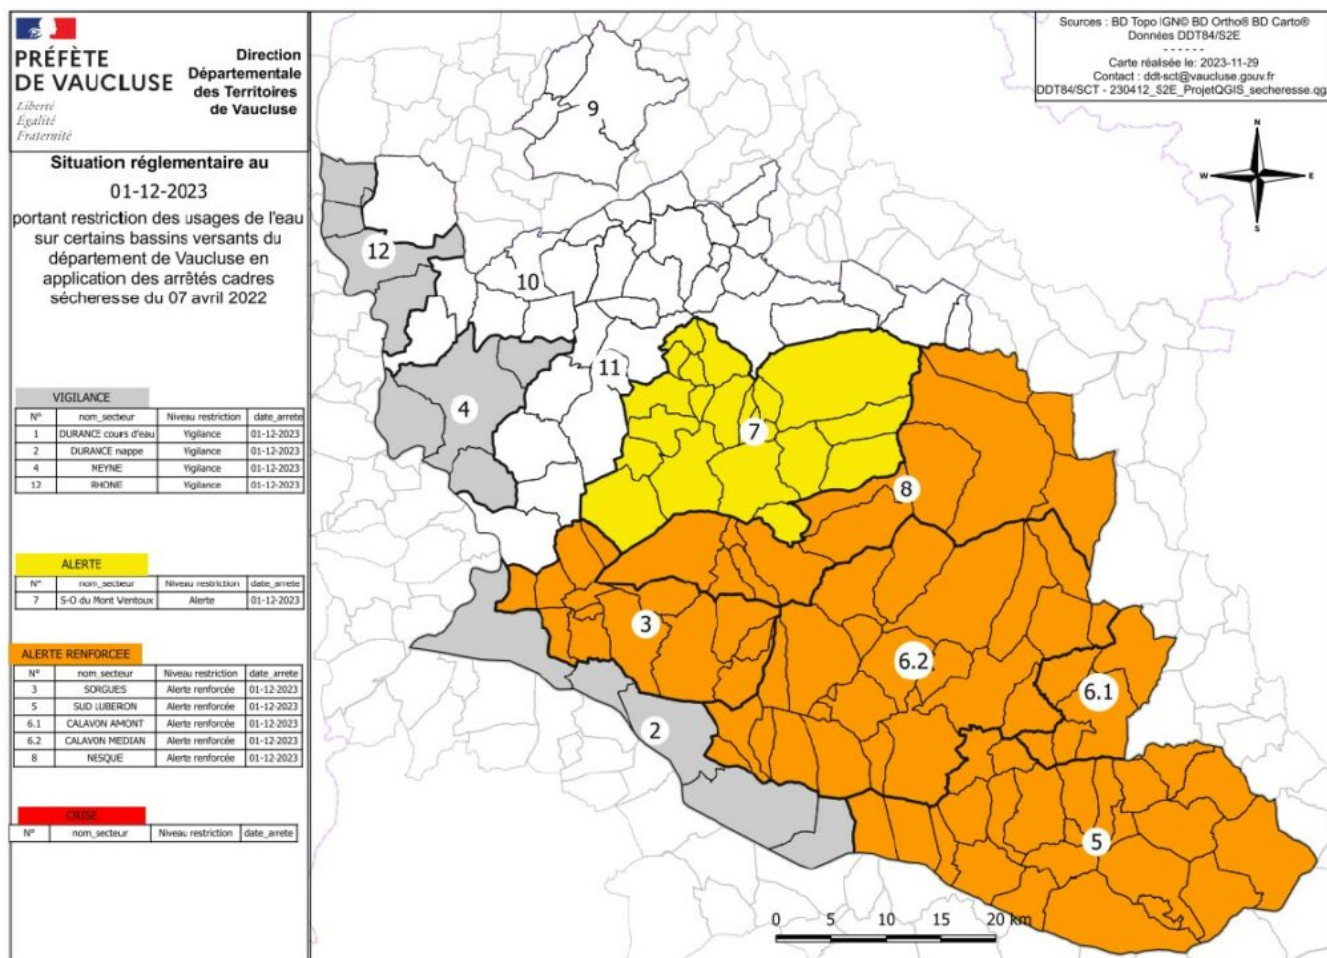 PRÉFÈTE
DE VAUCLUSE
Liberté
Égalité
Fraternité
Direction
Départementale
des Territoires
de Vaucluse
Situation réglementaire au
01-12-2023
portant restriction des usages de l'eau
sur certains bassins versants du
département de Vaucluse en
application des arrêtés cadres
sécheresse du 07 avril 2022
VIGILANCE
N° nom_secteur Niveau restriction date_arrete
1 DURANCE cours d'eau Vigilance 01-12-2023
2 DURANCE nappe Vigilance 01-12-2023
4 MEYNE Vigilance 01-12-2023
12 RHONE Vigilance 01-12-2023
ALERTE
N° nom_secteur Niveau restriction date_arrete
7 S-O du Mont Ventoux Alerte 01-12-2023
ALERTE RENFORCEE
N° nom_secteur Niveau restriction date_arrete
3 SORGUES Alerte renforcée 01-12-2023
5 SUD LUBERON Alerte renforcée 01-12-2023
6.1 CALAVON AMONT Alerte renforcée 01-12-2023
6.2 CALAVON MEDIAN Alerte renforcée 01-12-2023
8 NESQUE Alerte renforcée 01-12-2023
CRISE
N° nom_secteur Niveau restriction date_arrete
Sources : BD Topo IGN© BD Ortho® BD Carto®
Données DDT84/S2E
- - - - - -
Carte réalisée le: 2023-11-29
Contact : ddt-sct@vaucluse.gouv.fr
DDT84/SCT - 230412_S2E_ProjetQGIS_secheresse.qg
N
W E
S
9
12
10
11
4
7
8
3
6.2
6.1
2
5
0 5 10 15 20 km